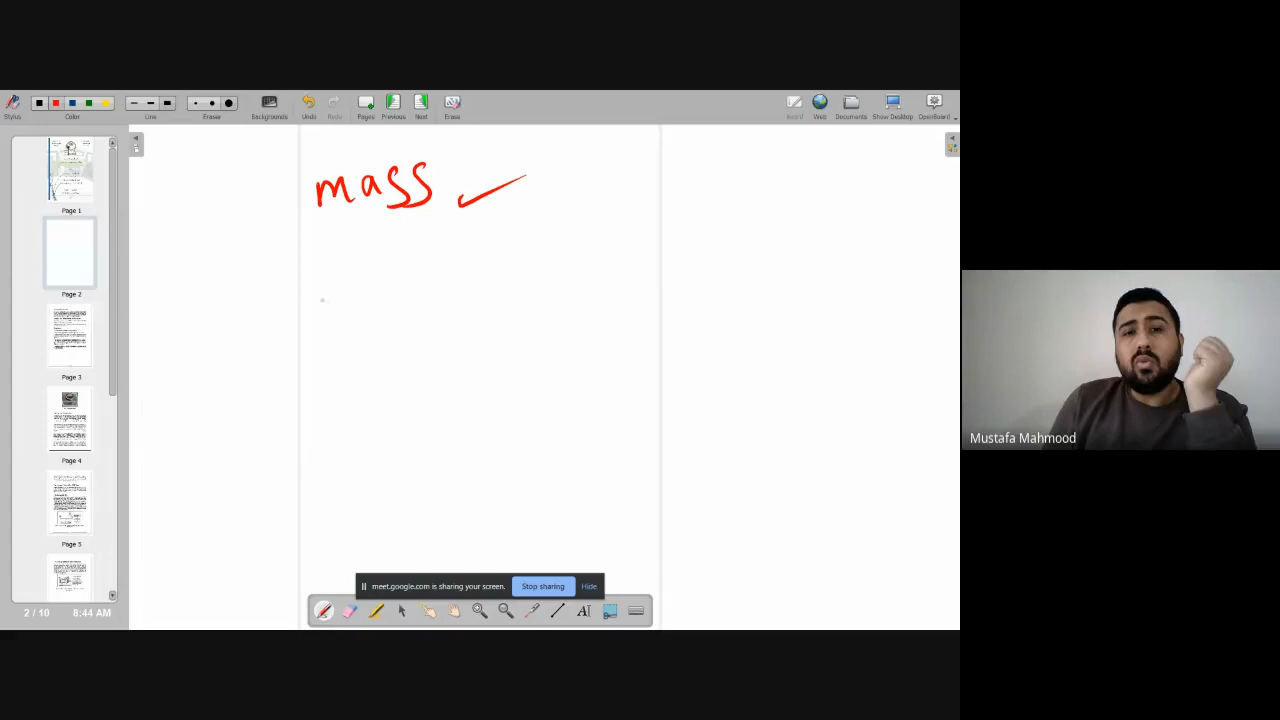 Stylus
Color
Line
Eraser
Backgrounds
Undo
Redo
Pages
Previous
Next
Erase
Board
Web
Documents
Show Desktop
OpenBoard
mass ✓
Page 1
Page 2
Page 3
Page 4
Page 5
2 / 10 8:44 AM
meet.google.com is sharing your screen. Stop sharing Hide
Mustafa Mahmood